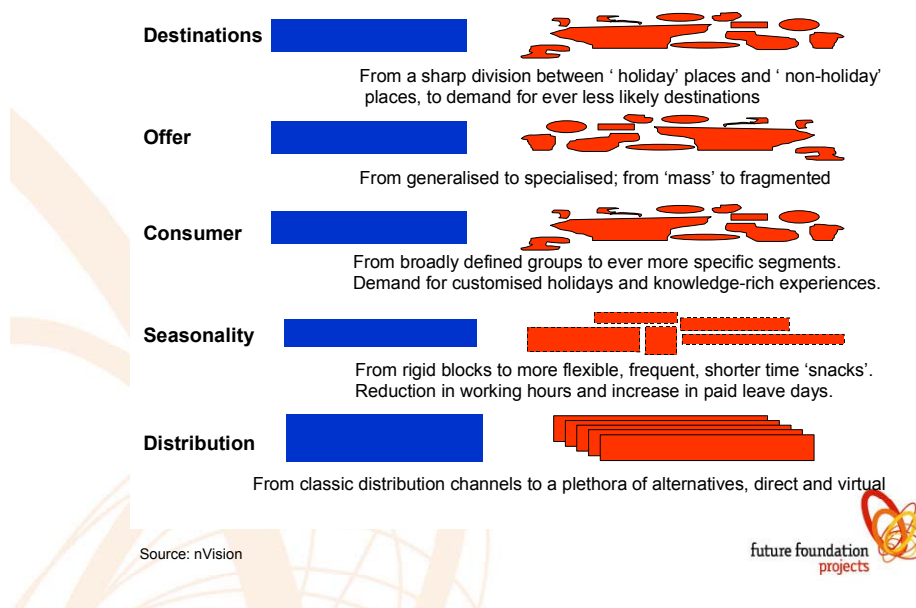 Destinations
From a sharp division between ‘ holiday’ places and ‘ non-holiday’
places, to demand for ever less likely destinations
Offer
From generalised to specialised; from ‘mass’ to fragmented
Consumer
From broadly defined groups to ever more specific segments.
Demand for customised holidays and knowledge-rich experiences.
Seasonality
From rigid blocks to more flexible, frequent, shorter time ‘snacks’.
Reduction in working hours and increase in paid leave days.
Distribution
From classic distribution channels to a plethora of alternatives, direct and virtual
Source: nVision
future foundation
projects